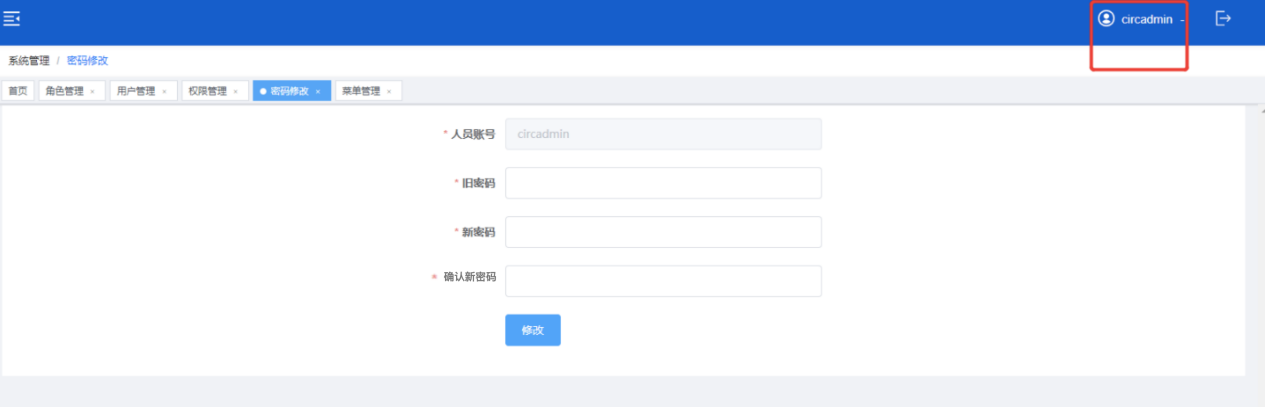 circadmin -
系统管理 / 密码修改
首页 角色管理 × 用户管理 × 权限管理 × 密码修改 × 菜单管理 ×
* 人员账号 circadmin
* 旧密码
* 新密码
* 确认新密码
修改